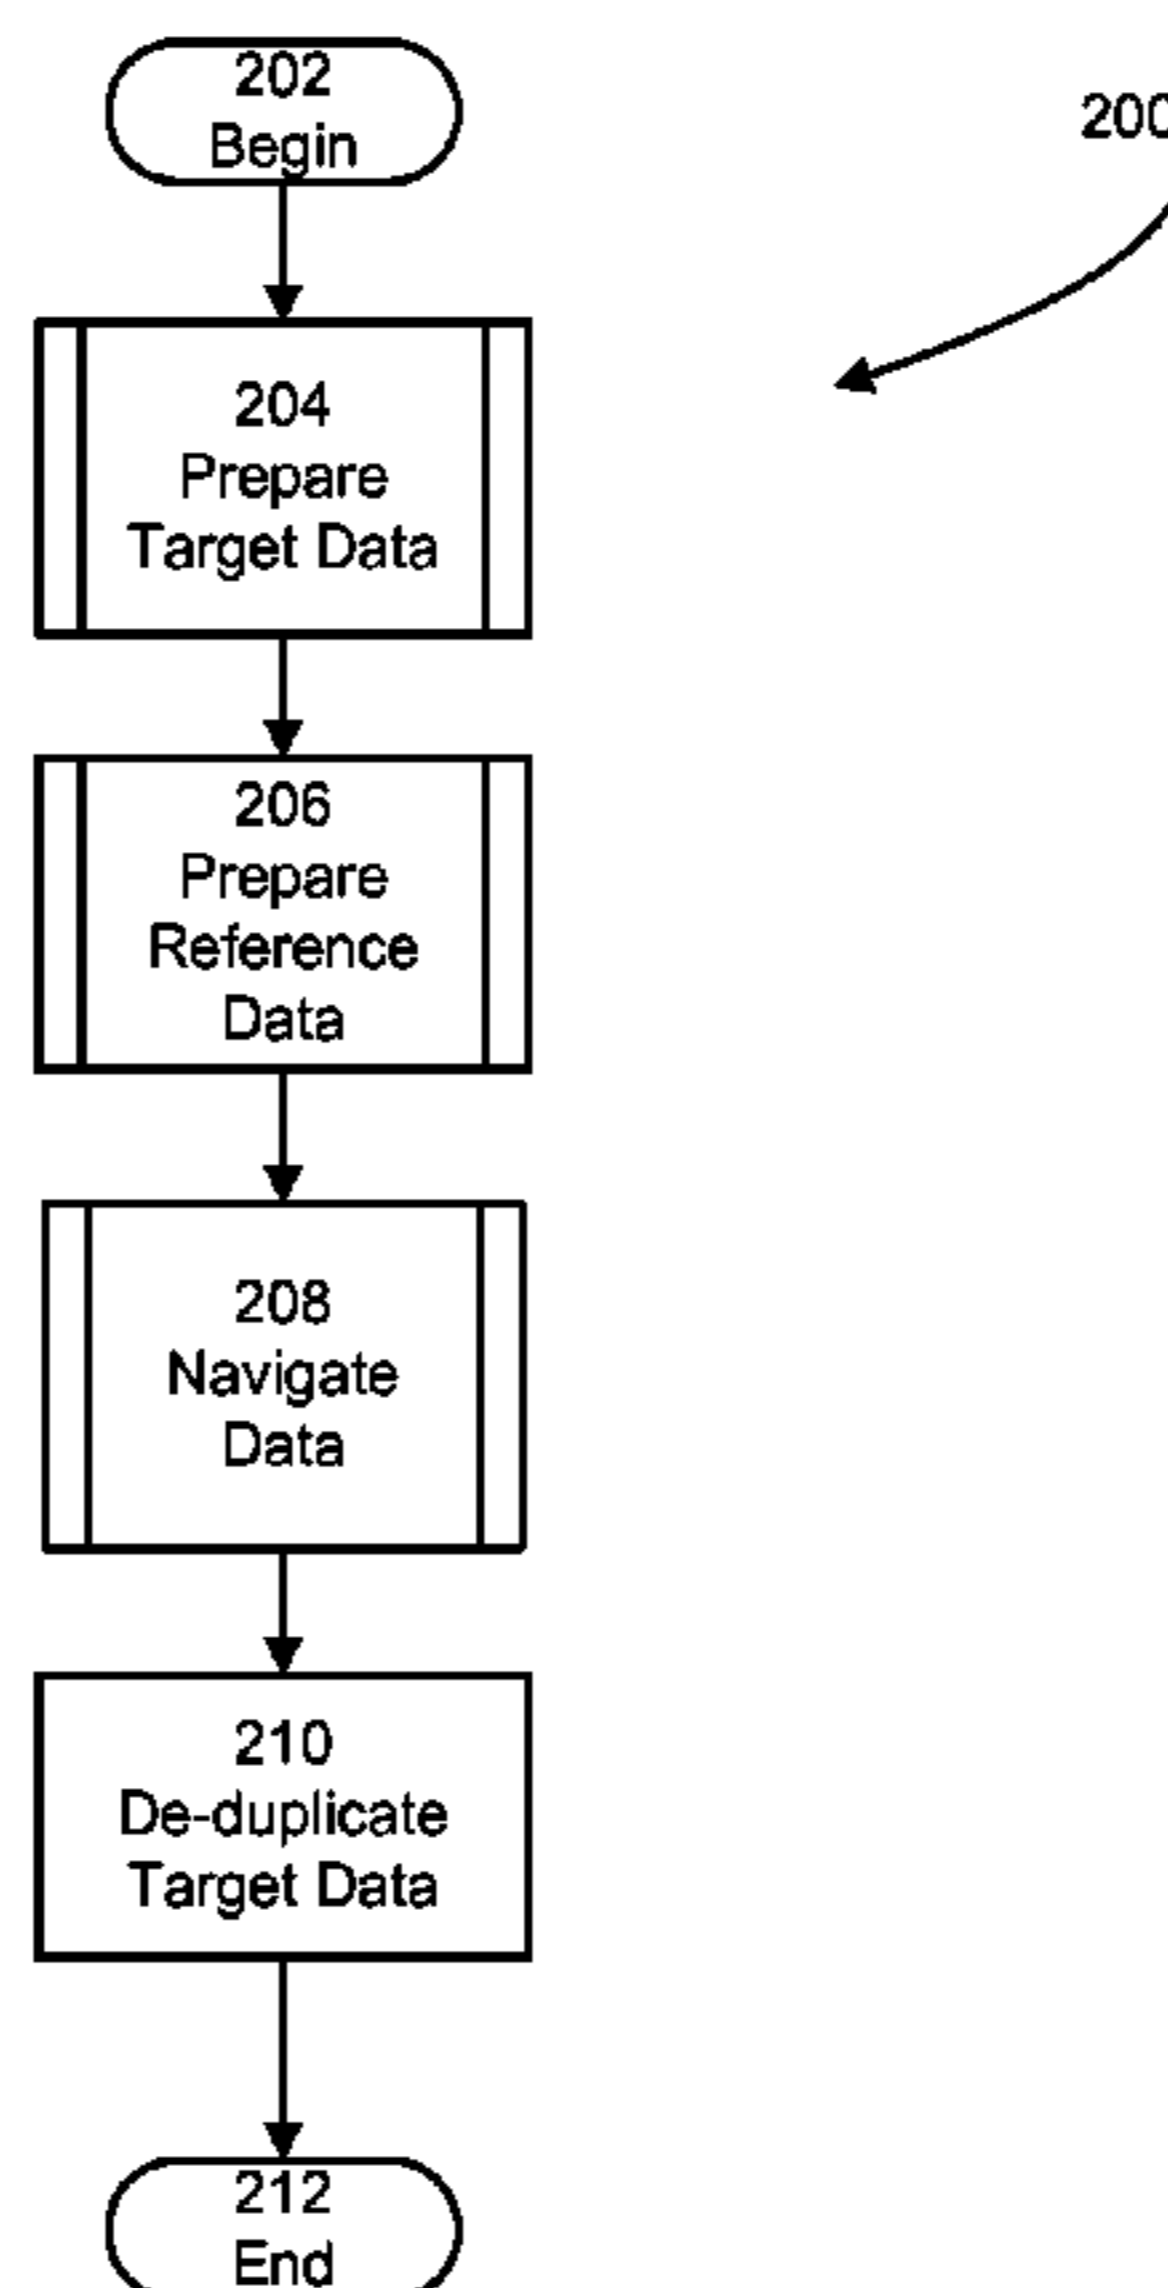 202
Begin
200
204
Prepare
Target Data
206
Prepare
Reference
Data
208
Navigate
Data
210
De-duplicate
Target Data
212
End